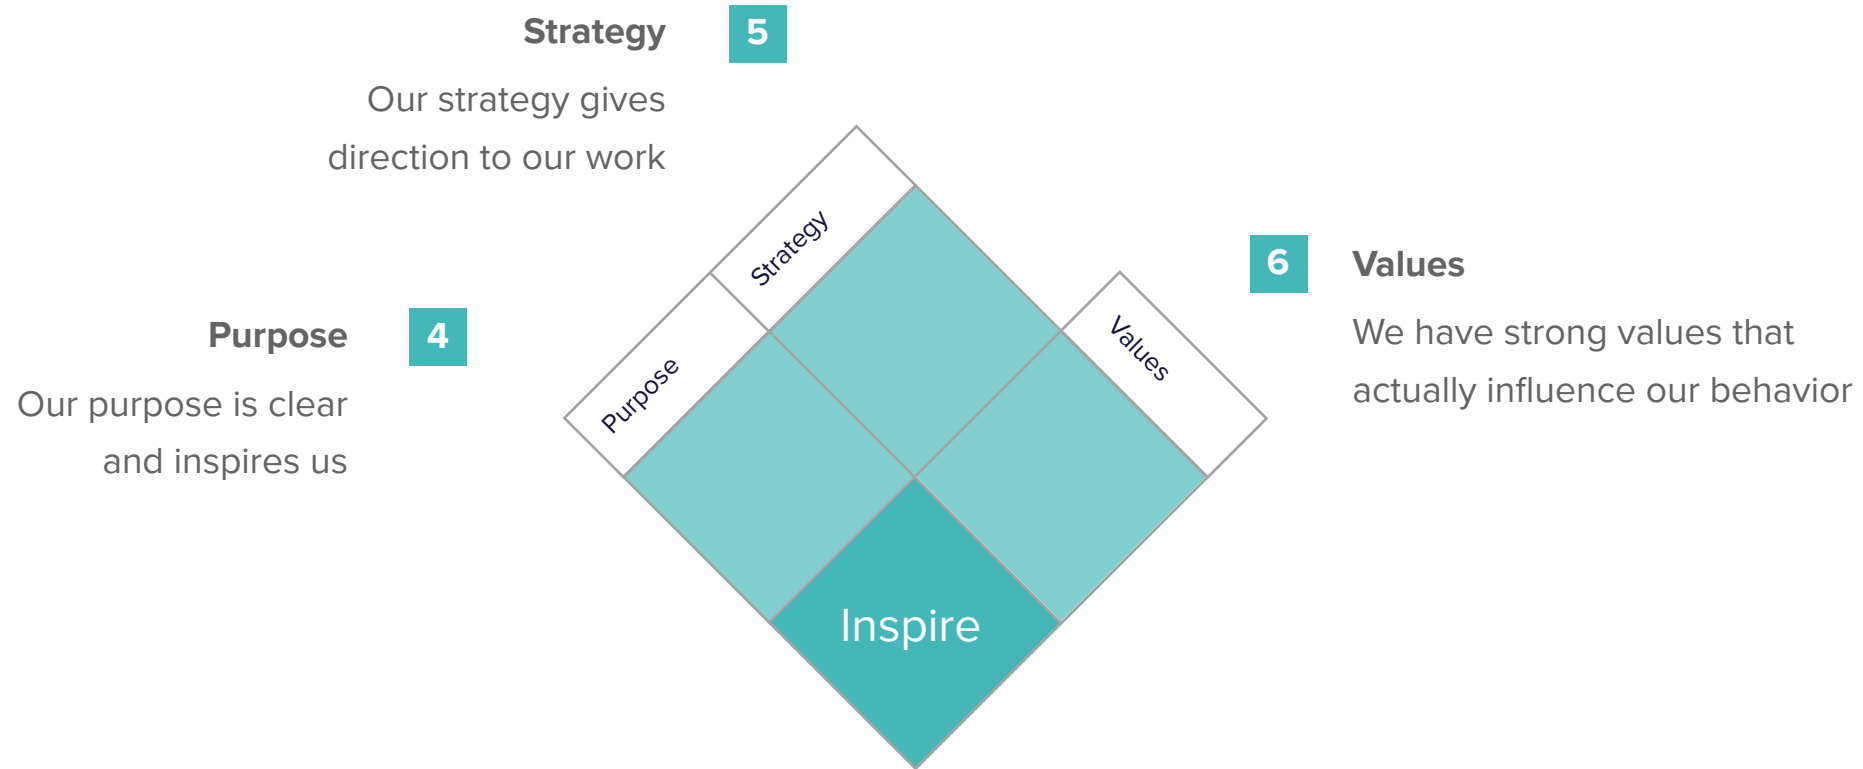 Strategy
5
Our strategy gives
direction to our work
Strategy
6
Values
We have strong values that
actually influence our behavior
Values
Purpose
4
Our purpose is clear
and inspires us
Purpose
Inspire